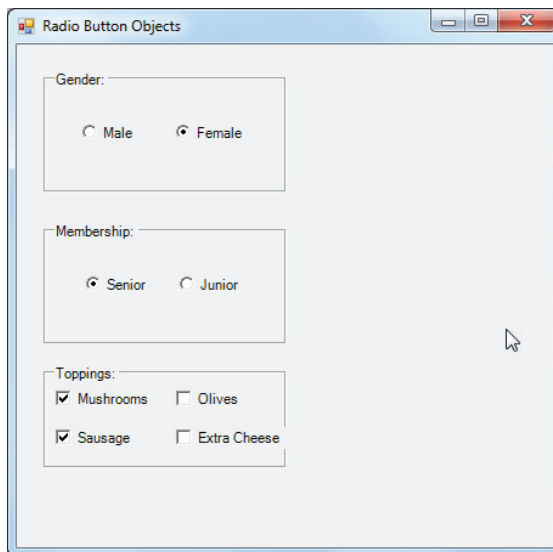 Radio Button Objects
Gender:
Male Female
Membership:
Senior Junior
Toppings:
Mushrooms Olives
Sausage Extra Cheese